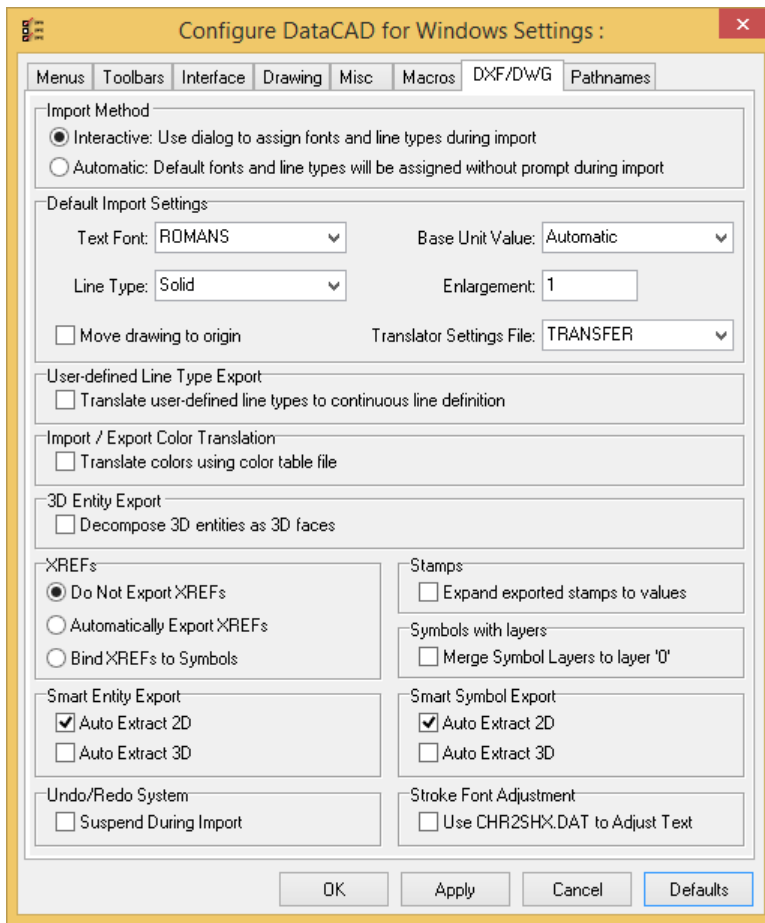 Configure DataCAD for Windows Settings :
Menus Toolbars Interface Drawing Misc Macros DXF/DWG Pathnames
Import Method
Interactive: Use dialog to assign fonts and line types during import
Automatic: Default fonts and line types will be assigned without prompt during import
Default Import Settings
Text Font: ROMANS Base Unit Value: Automatic
Line Type: Solid Enlargement: 1
Move drawing to origin Translator Settings File: TRANSFER
User-defined Line Type Export
Translate user-defined line types to continuous line definition
Import / Export Color Translation
Translate colors using color table file
3D Entity Export
Decompose 3D entities as 3D faces
XREFs
Do Not Export XREFs
Automatically Export XREFs
Bind XREFs to Symbols
Stamps
Expand exported stamps to values
Symbols with layers
Merge Symbol Layers to layer '0'
Smart Entity Export
Auto Extract 2D
Auto Extract 3D
Smart Symbol Export
Auto Extract 2D
Auto Extract 3D
Undo/Redo System
Suspend During Import
Stroke Font Adjustment
Use CHR2SHX.DAT to Adjust Text
OK Apply Cancel Defaults